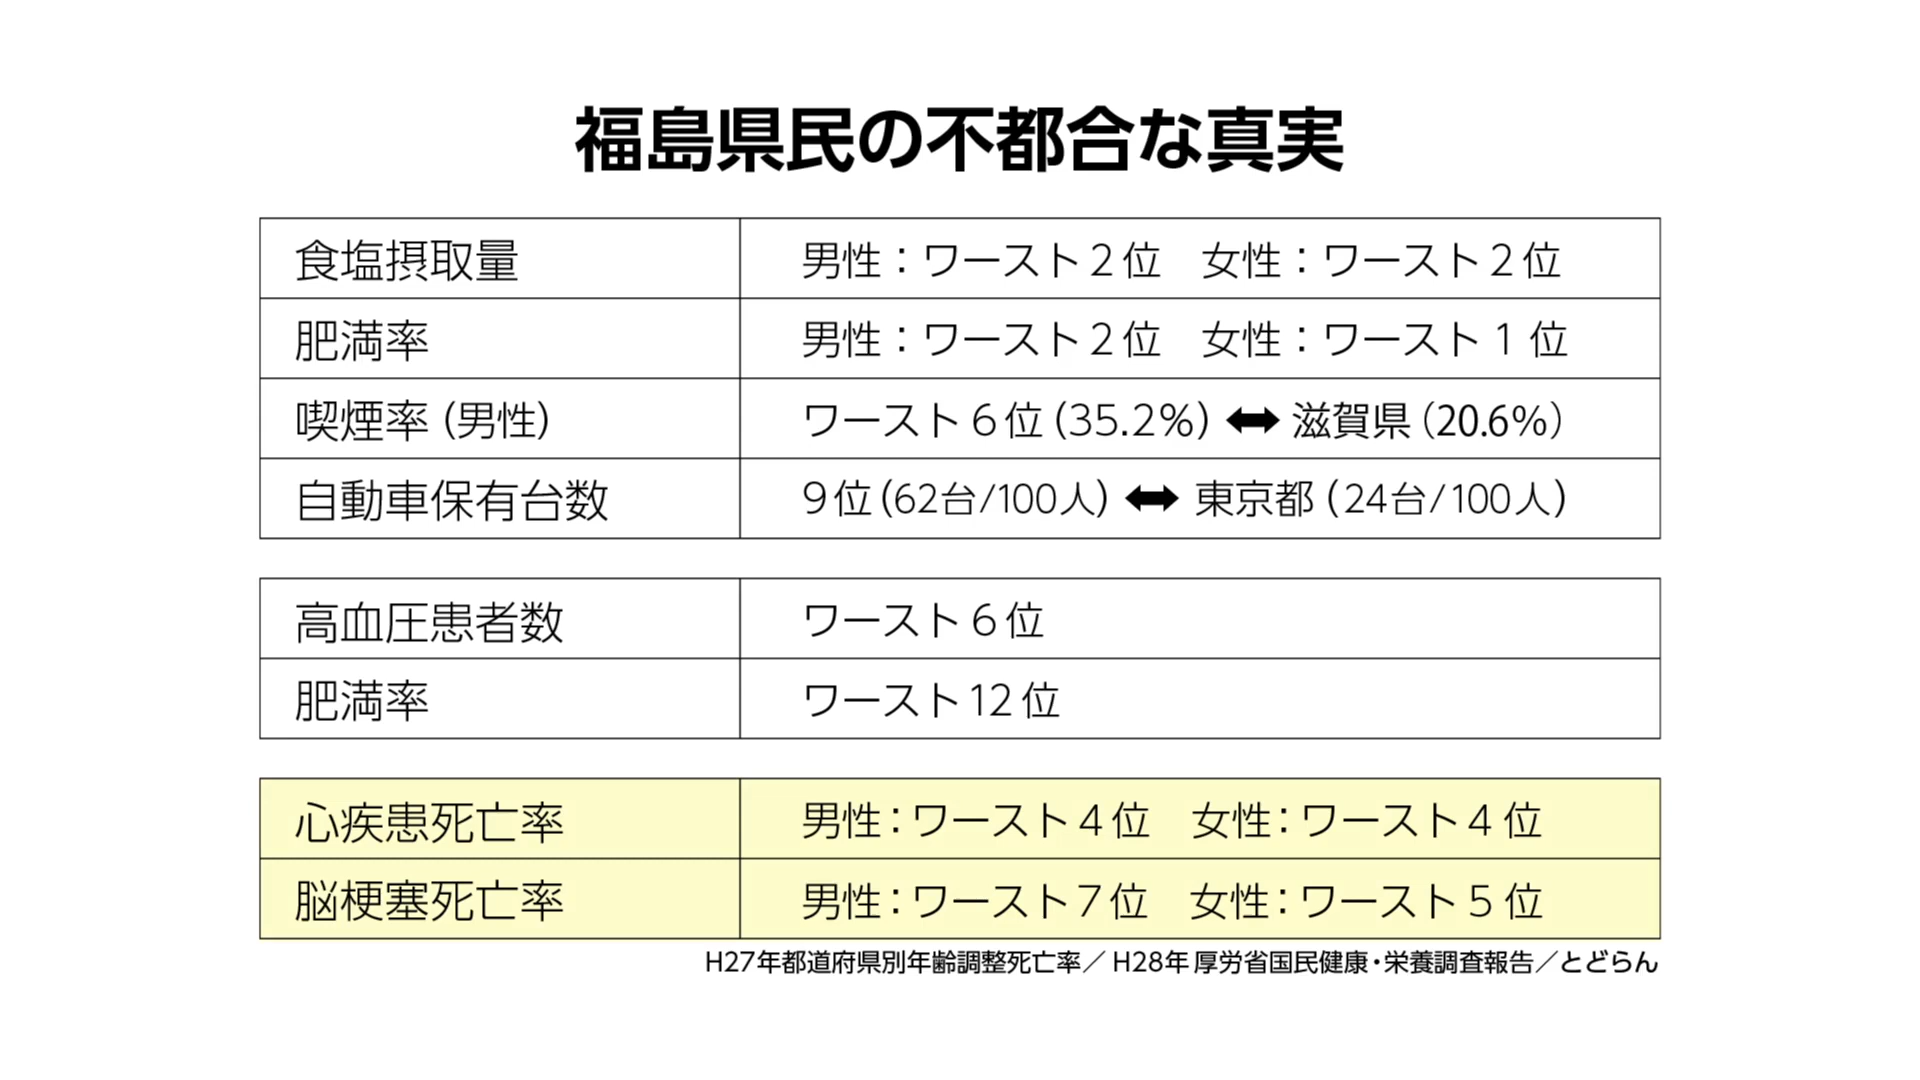 福島県民の不都合な真実
食塩摂取量 男性：ワースト2位 女性：ワースト2位
肥満率 男性：ワースト2位 女性：ワースト1位
喫煙率(男性) ワースト6位(35.2%) ⬌ 滋賀県(20.6%)
自動車保有台数 9位(62台/100人) ⬌ 東京都(24台/100人)
高血圧患者数 ワースト6位
肥満率 ワースト12位
心疾患死亡率 男性：ワースト4位 女性：ワースト4位
脳梗塞死亡率 男性：ワースト7位 女性：ワースト5位
H27年都道府県別年齢調整死亡率／H28年厚労省国民健康・栄養調査報告／とどらん